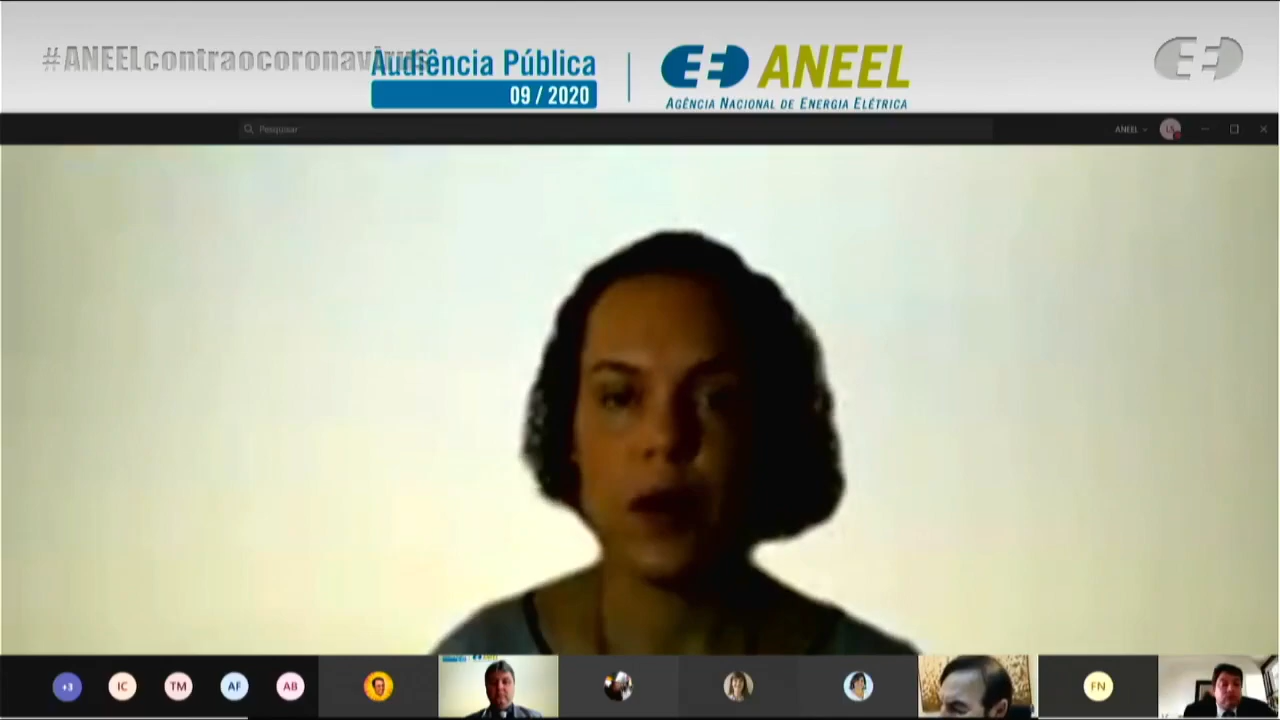 #ANEELcontraocoronavírus
Audiência Pública
09 / 2020
ANEEL
AGÊNCIA NACIONAL DE ENERGIA ELÉTRICA
Pesquisar
ANEEL
LS
+3
IC
TM
AF
AB
FN